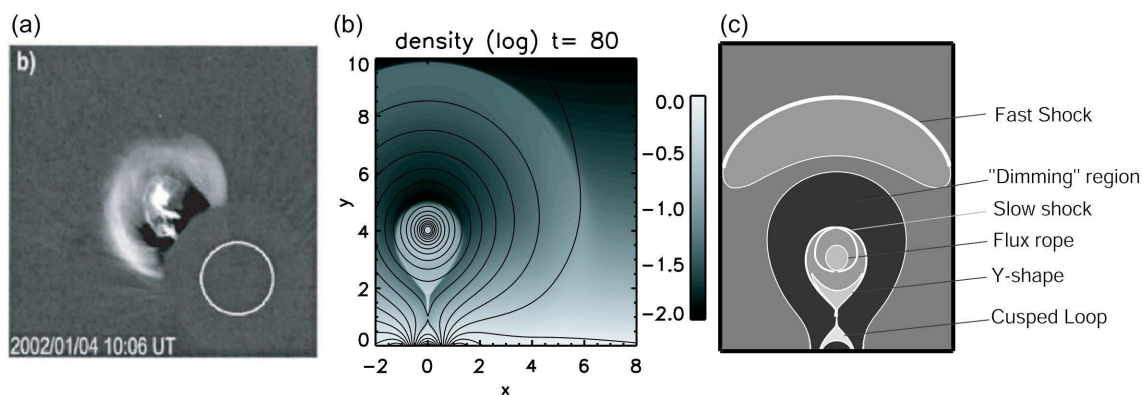 (a)
b)
2002/01/04 10:06 UT
(b)
density (log) t= 80
10
8
6
4
2
0
y
-2
0
2
4
6
8
x
0.0
-0.5
-1.0
-1.5
-2.0
(c)
Fast Shock
"Dimming" region
Slow shock
Flux rope
Y-shape
Cusped Loop